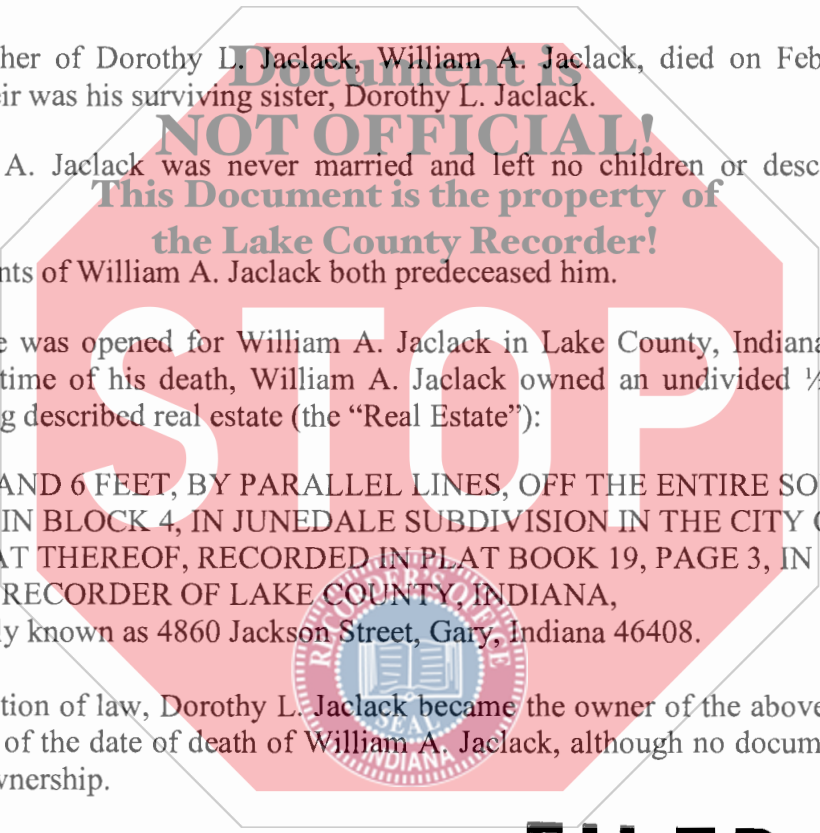 her of Dorothy L. Jaclack, William A. Jaclack, died on Feb
Document is
ir was his surviving sister, Dorothy L. Jaclack.
NOT OFFICIAL!
A. Jaclack was never married and left no children or desc
This Document is the property of
the Lake County Recorder!
nts of William A. Jaclack both predeceased him.
STOP
e was opened for William A. Jaclack in Lake County, Indiana
time of his death, William A. Jaclack owned an undivided ½
g described real estate (the “Real Estate”):
AND 6 FEET, BY PARALLEL LINES, OFF THE ENTIRE SO
IN BLOCK 4, IN JUNEDALE SUBDIVISION IN THE CITY
AT THEREOF, RECORDED IN PLAT BOOK 19, PAGE 3, IN
RECORDER OF LAKE COUNTY, INDIANA,
ly known as 4860 Jackson Street, Gary, Indiana 46408.
RECORDER'S OFFICE
SEAL
INDIANA
tion of law, Dorothy L. Jaclack became the owner of the above
of the date of death of William A. Jaclack, although no docum
wnership.